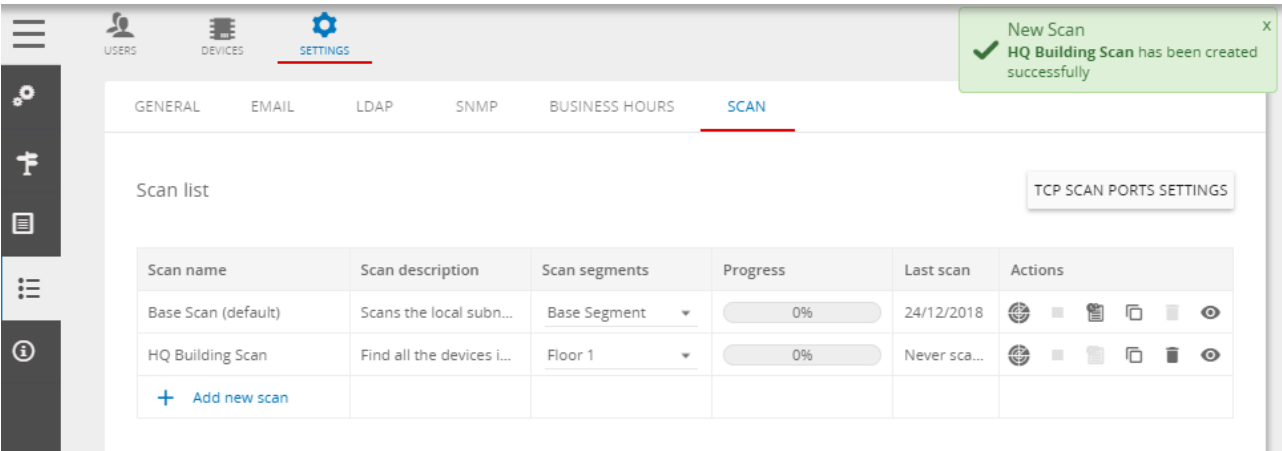 USERS
DEVICES
SETTINGS
New Scan
x
HQ Building Scan has been created
successfully
GENERAL EMAIL LDAP SNMP BUSINESS HOURS SCAN
Scan list
TCP SCAN PORTS SETTINGS
Scan name Scan description Scan segments Progress Last scan Actions
Base Scan (default) Scans the local subn... Base Segment 0% 24/12/2018
HQ Building Scan Find all the devices i... Floor 1 0% Never sca...
+ Add new scan